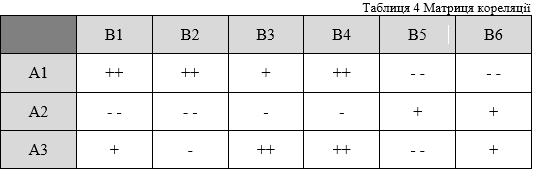 Таблиця 4 Матриця кореляції
B1 B2 B3 B4 B5 B6
A1 ++ ++ + ++ - - - -
A2 - - - - - - + +
A3 + - ++ ++ - - +